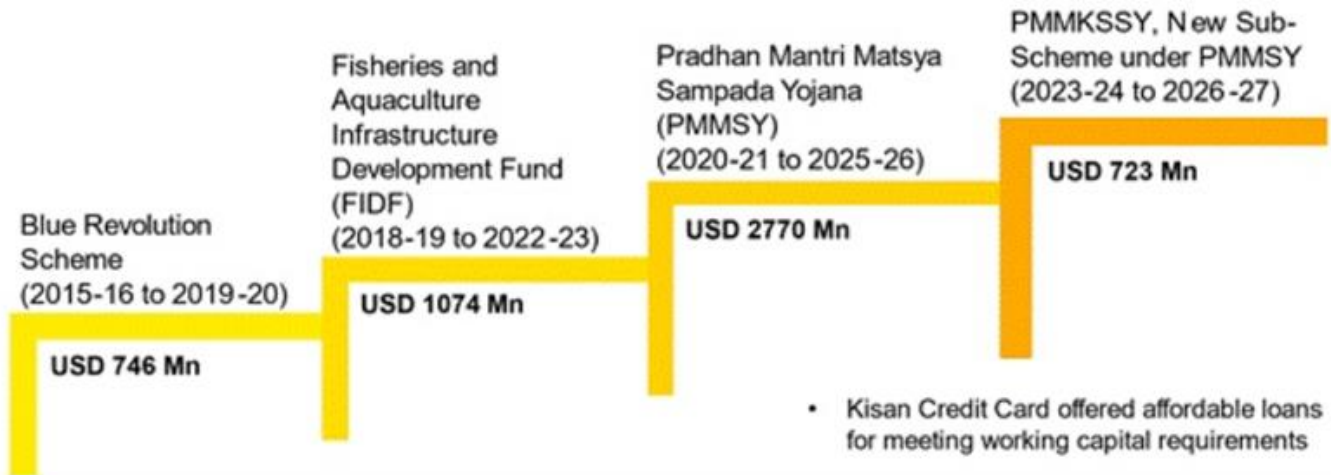 Blue Revolution
Scheme
(2015-16 to 2019-20)
USD 746 Mn
Fisheries and
Aquaculture
Infrastructure
Development Fund
(FIDF)
(2018-19 to 2022-23)
USD 1074 Mn
Pradhan Mantri Matsya
Sampada Yojana
(PMMSY)
(2020-21 to 2025-26)
USD 2770 Mn
PMMKSSY, New Sub-
Scheme under PMMSY
(2023-24 to 2026-27)
USD 723 Mn
• Kisan Credit Card offered affordable loans
for meeting working capital requirements